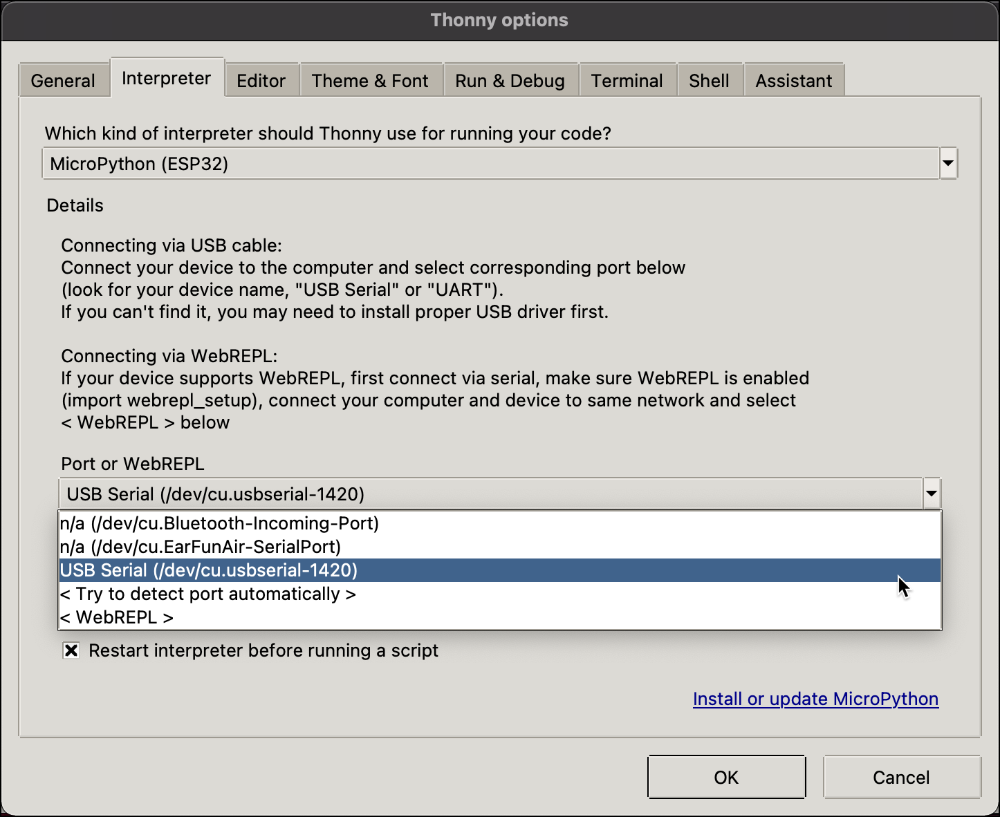 Thonny options
General Interpreter Editor Theme & Font Run & Debug Terminal Shell Assistant
Which kind of interpreter should Thonny use for running your code?
MicroPython (ESP32)
Details
Connecting via USB cable:
Connect your device to the computer and select corresponding port below
(look for your device name, "USB Serial" or "UART").
If you can't find it, you may need to install proper USB driver first.
Connecting via WebREPL:
If your device supports WebREPL, first connect via serial, make sure WebREPL is enabled
(import webrepl_setup), connect your computer and device to same network and select
< WebREPL > below
Port or WebREPL
USB Serial (/dev/cu.usbserial-1420)
n/a (/dev/cu.Bluetooth-Incoming-Port)
n/a (/dev/cu.EarFunAir-SerialPort)
USB Serial (/dev/cu.usbserial-1420)
< Try to detect port automatically >
< WebREPL >
Restart interpreter before running a script
Install or update MicroPython
OK Cancel